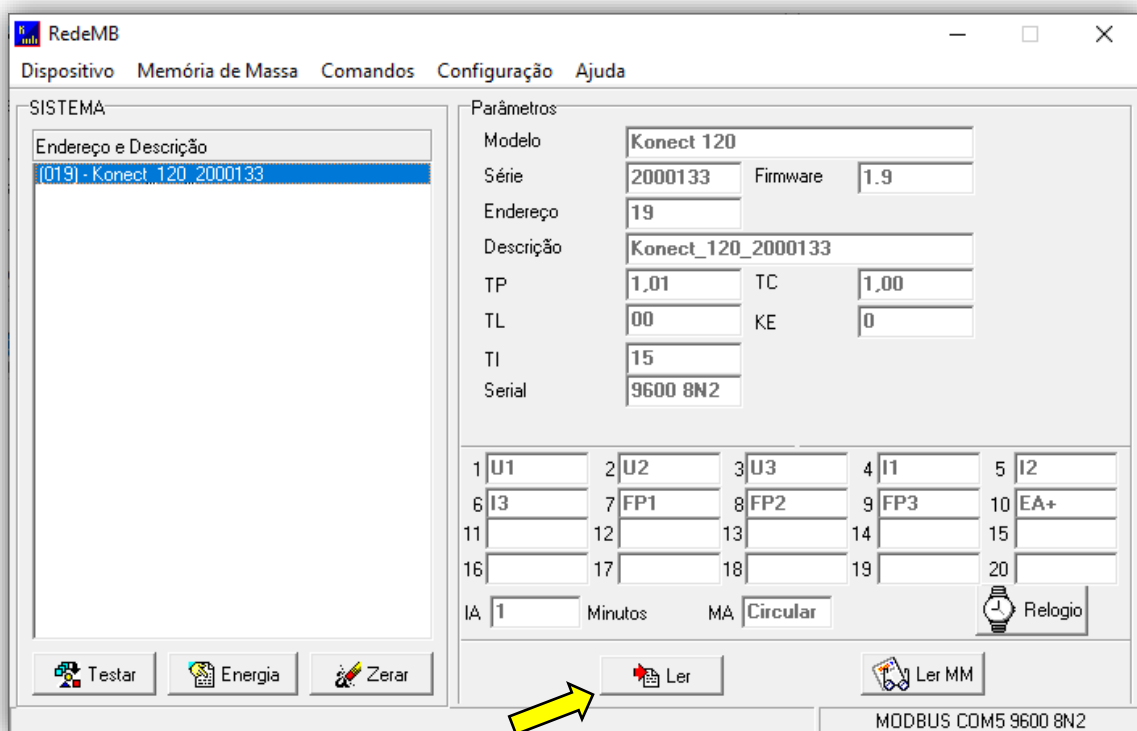 RedeMB
Dispositivo Memória de Massa Comandos Configuração Ajuda
SISTEMA
Endereço e Descrição
(019) - Konect_120_2000133
Testar Energia Zerar
Parâmetros
Modelo Konect 120
Série 2000133 Firmware 1.9
Endereço 19
Descrição Konect_120_2000133
TP 1,01 TC 1,00
TL 00 KE 0
TI 15
Serial 9600 8N2
1 U1 2 U2 3 U3 4 I1 5 I2
6 I3 7 FP1 8 FP2 9 FP3 10 EA+
11 12 13 14 15
16 17 18 19 20
IA 1 Minutos MA Circular Relogio
Ler Ler MM
MODBUS COM5 9600 8N2